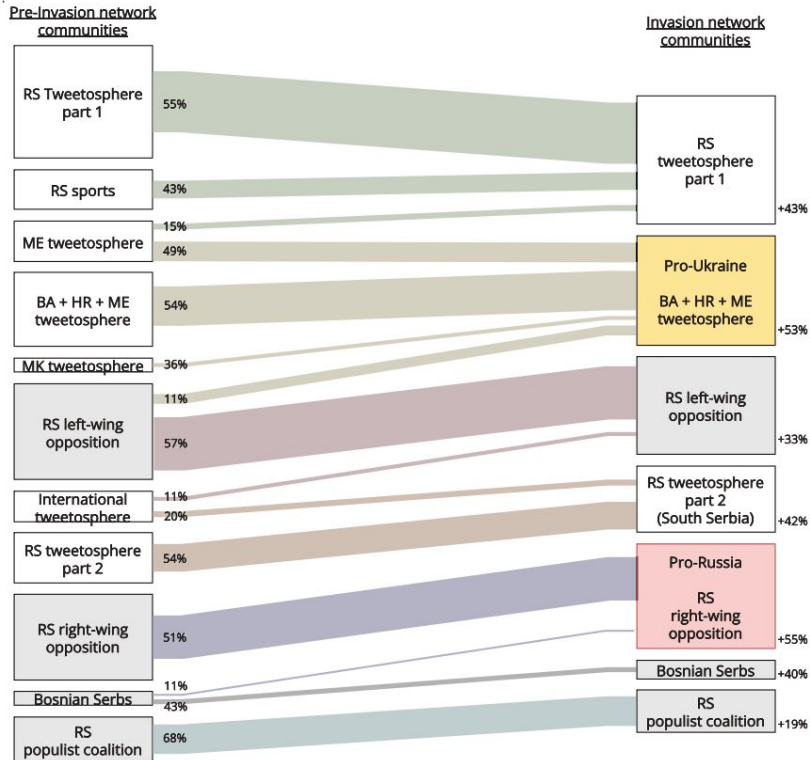 Pre-Invasion network
communities
RS Tweetosphere
part 1
55%
RS sports
43%
15%
ME tweetosphere
49%
BA + HR + ME
tweetosphere
54%
MK tweetosphere
36%
11%
RS left-wing
opposition
57%
11%
International
tweetosphere
20%
RS tweetosphere
part 2
54%
RS right-wing
opposition
51%
11%
Bosnian Serbs
43%
RS
populist coalition
68%
Invasion network
communities
RS
tweetosphere
part 1
+43%
Pro-Ukraine
BA + HR + ME
tweetosphere
+53%
RS left-wing
opposition
+33%
RS tweetosphere
part 2
(South Serbia)
+42%
Pro-Russia
RS
right-wing
opposition
+55%
Bosnian Serbs
+40%
RS
populist coalition
+19%